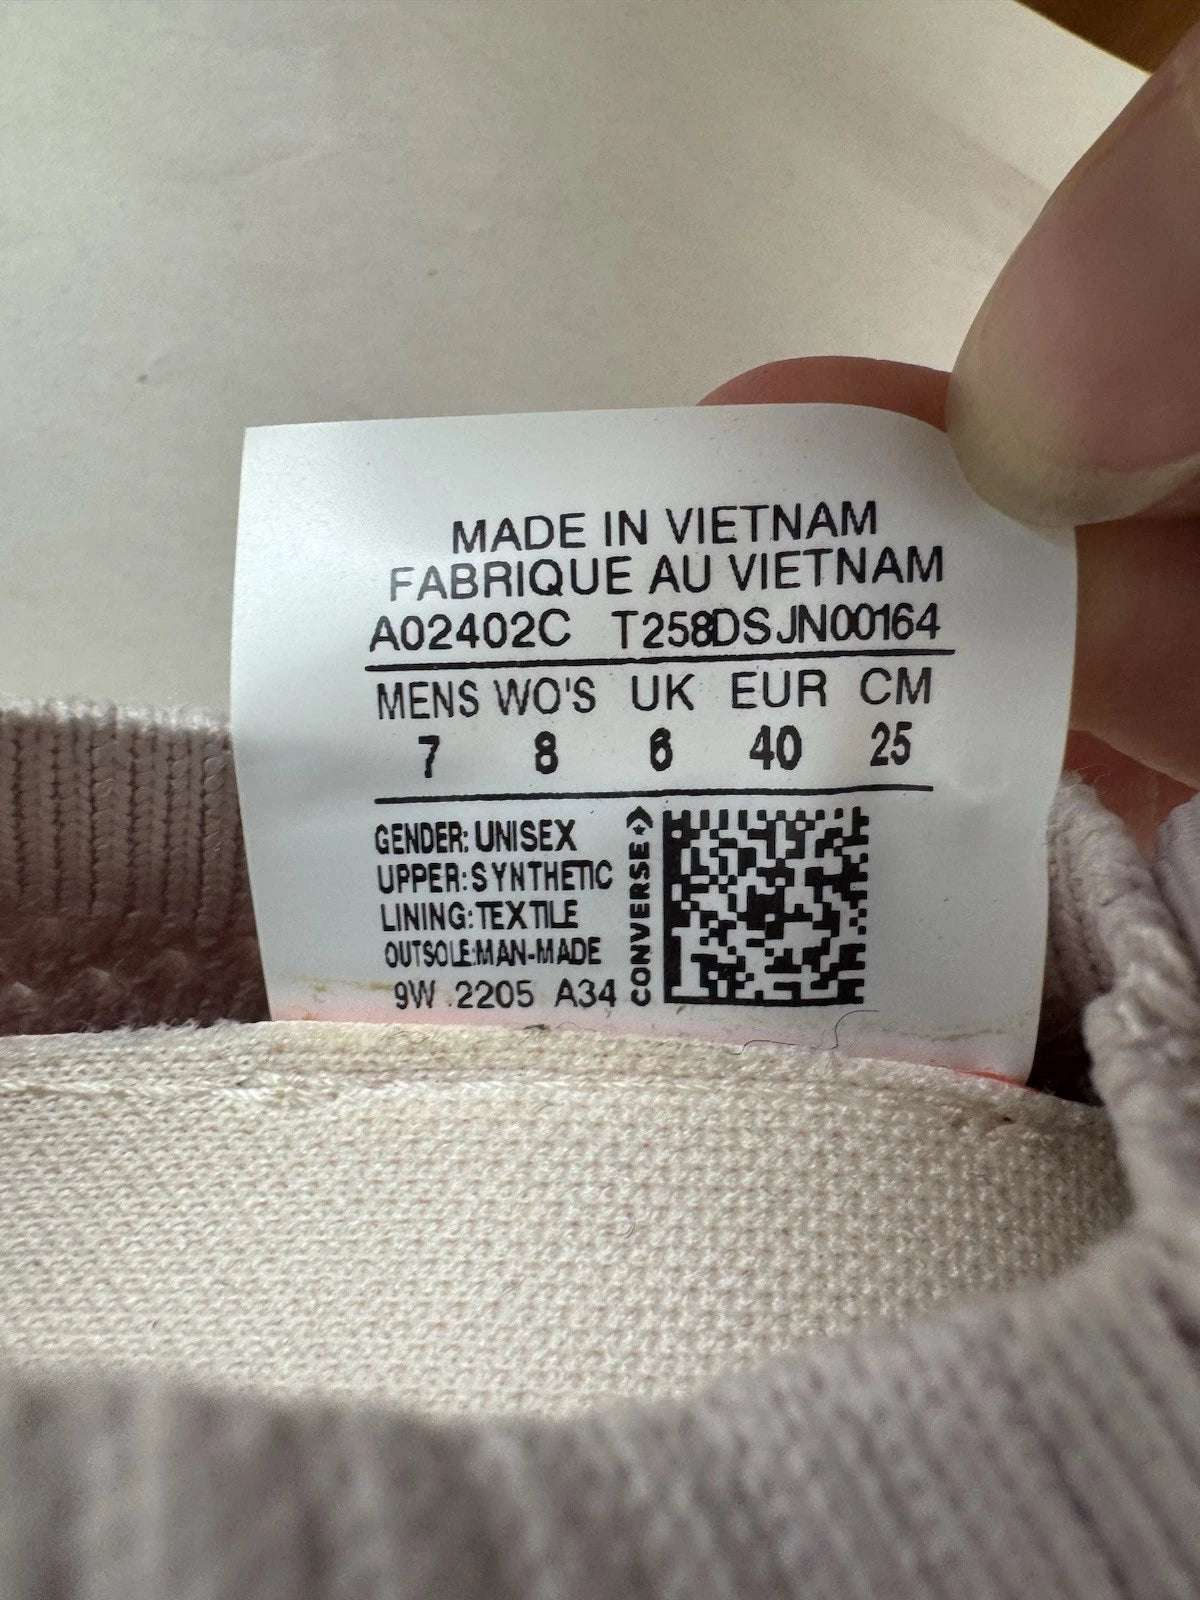 MADE IN VIETNAM
FABRIQUE AU VIETNAM
A02402C T258DSJN00164
MENS WO'S UK EUR CM
7 8 6 40 25
GENDER: UNISEX
UPPER: SYNTHETIC
LINING: TEXTILE
OUTSOLE: MAN-MADE
9W .2205 A34
CONVERSE